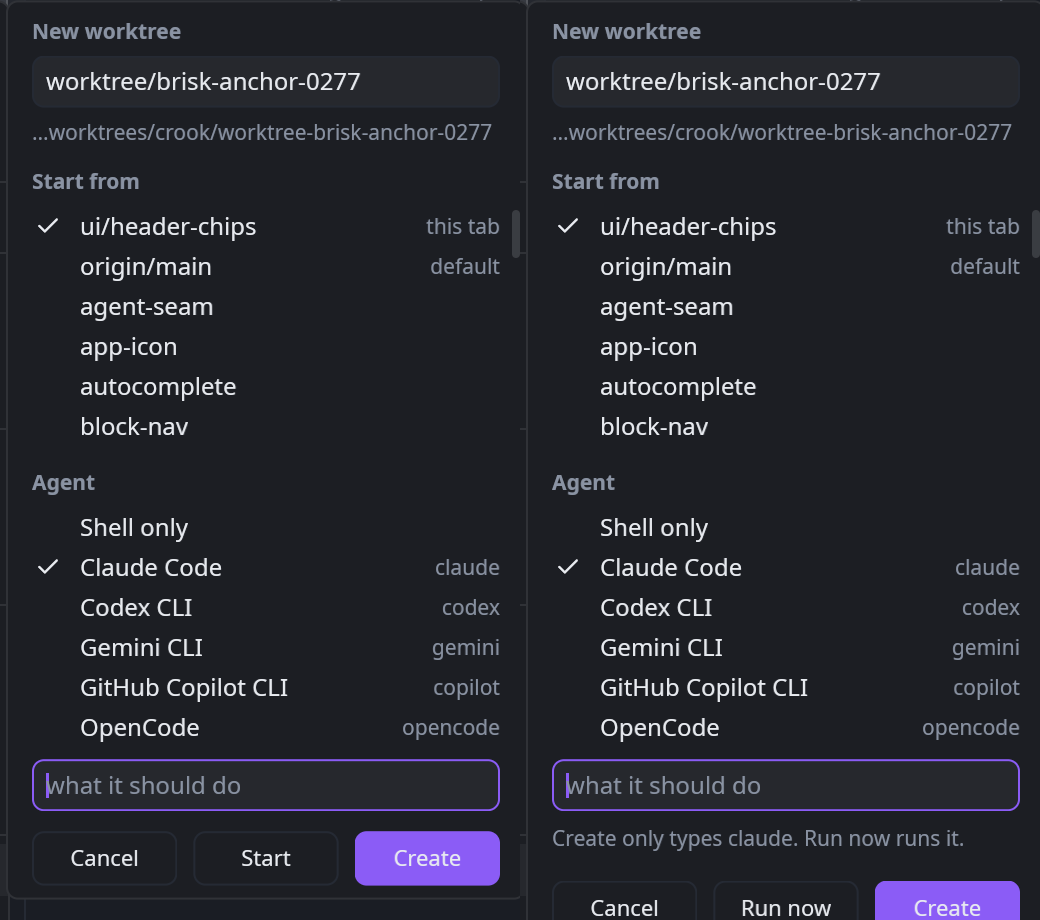 New worktree
worktree/brisk-anchor-0277
...worktrees/crook/worktree-brisk-anchor-0277
Start from
ui/header-chips this tab
origin/main default
agent-seam
app-icon
autocomplete
block-nav
Agent
Shell only
Claude Code claude
Codex CLI codex
Gemini CLI gemini
GitHub Copilot CLI copilot
OpenCode opencode
what it should do
Cancel Start Create
New worktree
worktree/brisk-anchor-0277
...worktrees/crook/worktree-brisk-anchor-0277
Start from
ui/header-chips this tab
origin/main default
agent-seam
app-icon
autocomplete
block-nav
Agent
Shell only
Claude Code claude
Codex CLI codex
Gemini CLI gemini
GitHub Copilot CLI copilot
OpenCode opencode
what it should do
Create only types claude. Run now runs it.
Cancel Run now Create